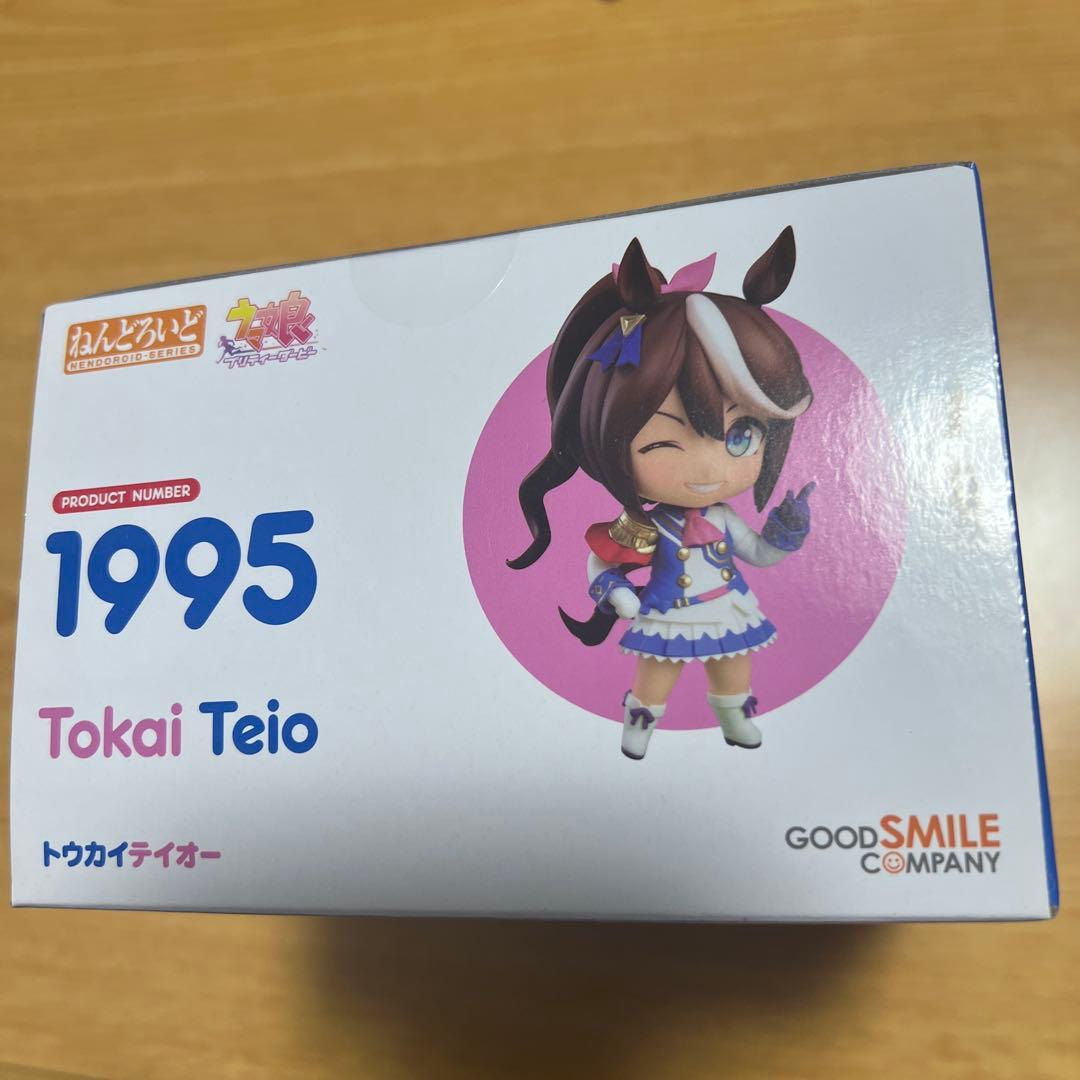 ねんどろいど
NENDOROID-SERIES
ウマ娘
プリティーダービー
PRODUCT NUMBER
1995
Tokai Teio
トウカイテイオー
GOOD SMILE
COMPANY